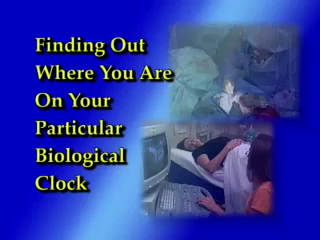 Finding Out
Where You Are
On Your
Particular
Biological
Clock